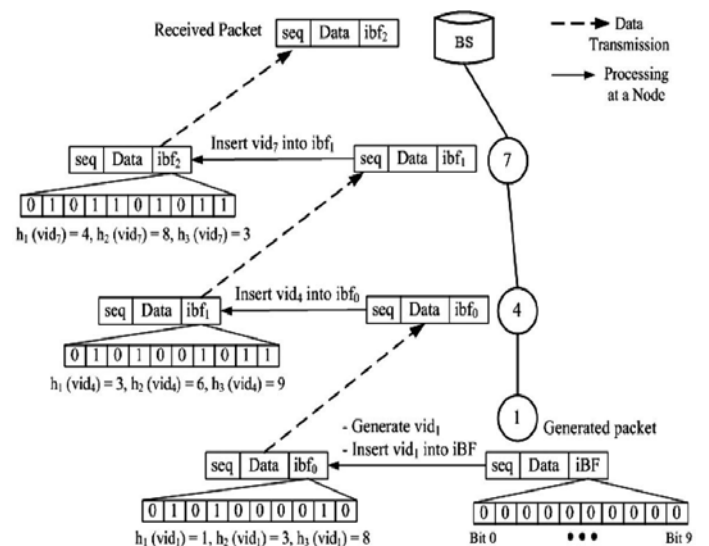 Received Packet
seq Data ibf₂
BS
Data
Transmission
Processing
at a Node
seq Data ibf₂
Insert vid₇ into ibf₁
seq Data ibf₁
7
0 1 0 1 1 0 1 0 1 1
h₁ (vid₇) = 4, h₂ (vid₇) = 8, h₃ (vid₇) = 3
seq Data ibf₁
Insert vid₄ into ibf₀
seq Data ibf₀
4
0 1 0 1 0 0 1 0 1 1
h₁ (vid₄) = 3, h₂ (vid₄) = 6, h₃ (vid₄) = 9
1
Generated packet
- Generate vid₁
- Insert vid₁ into iBF
seq Data ibf₀
seq Data iBF
0 1 0 1 0 0 0 0 1 0
0 0 0 0 0 0 0 0 0 0
h₁ (vid₁) = 1, h₂ (vid₁) = 3, h₃ (vid₁) = 8
Bit 0 ••• Bit 9